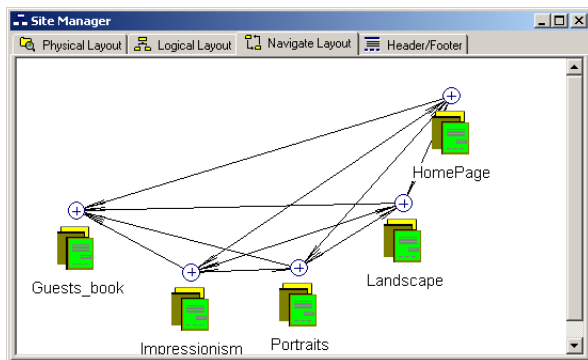 Site Manager
Physical Layout Logical Layout Navigate Layout Header/Footer
HomePage
Landscape
Guests_book
Portraits
Impressionism